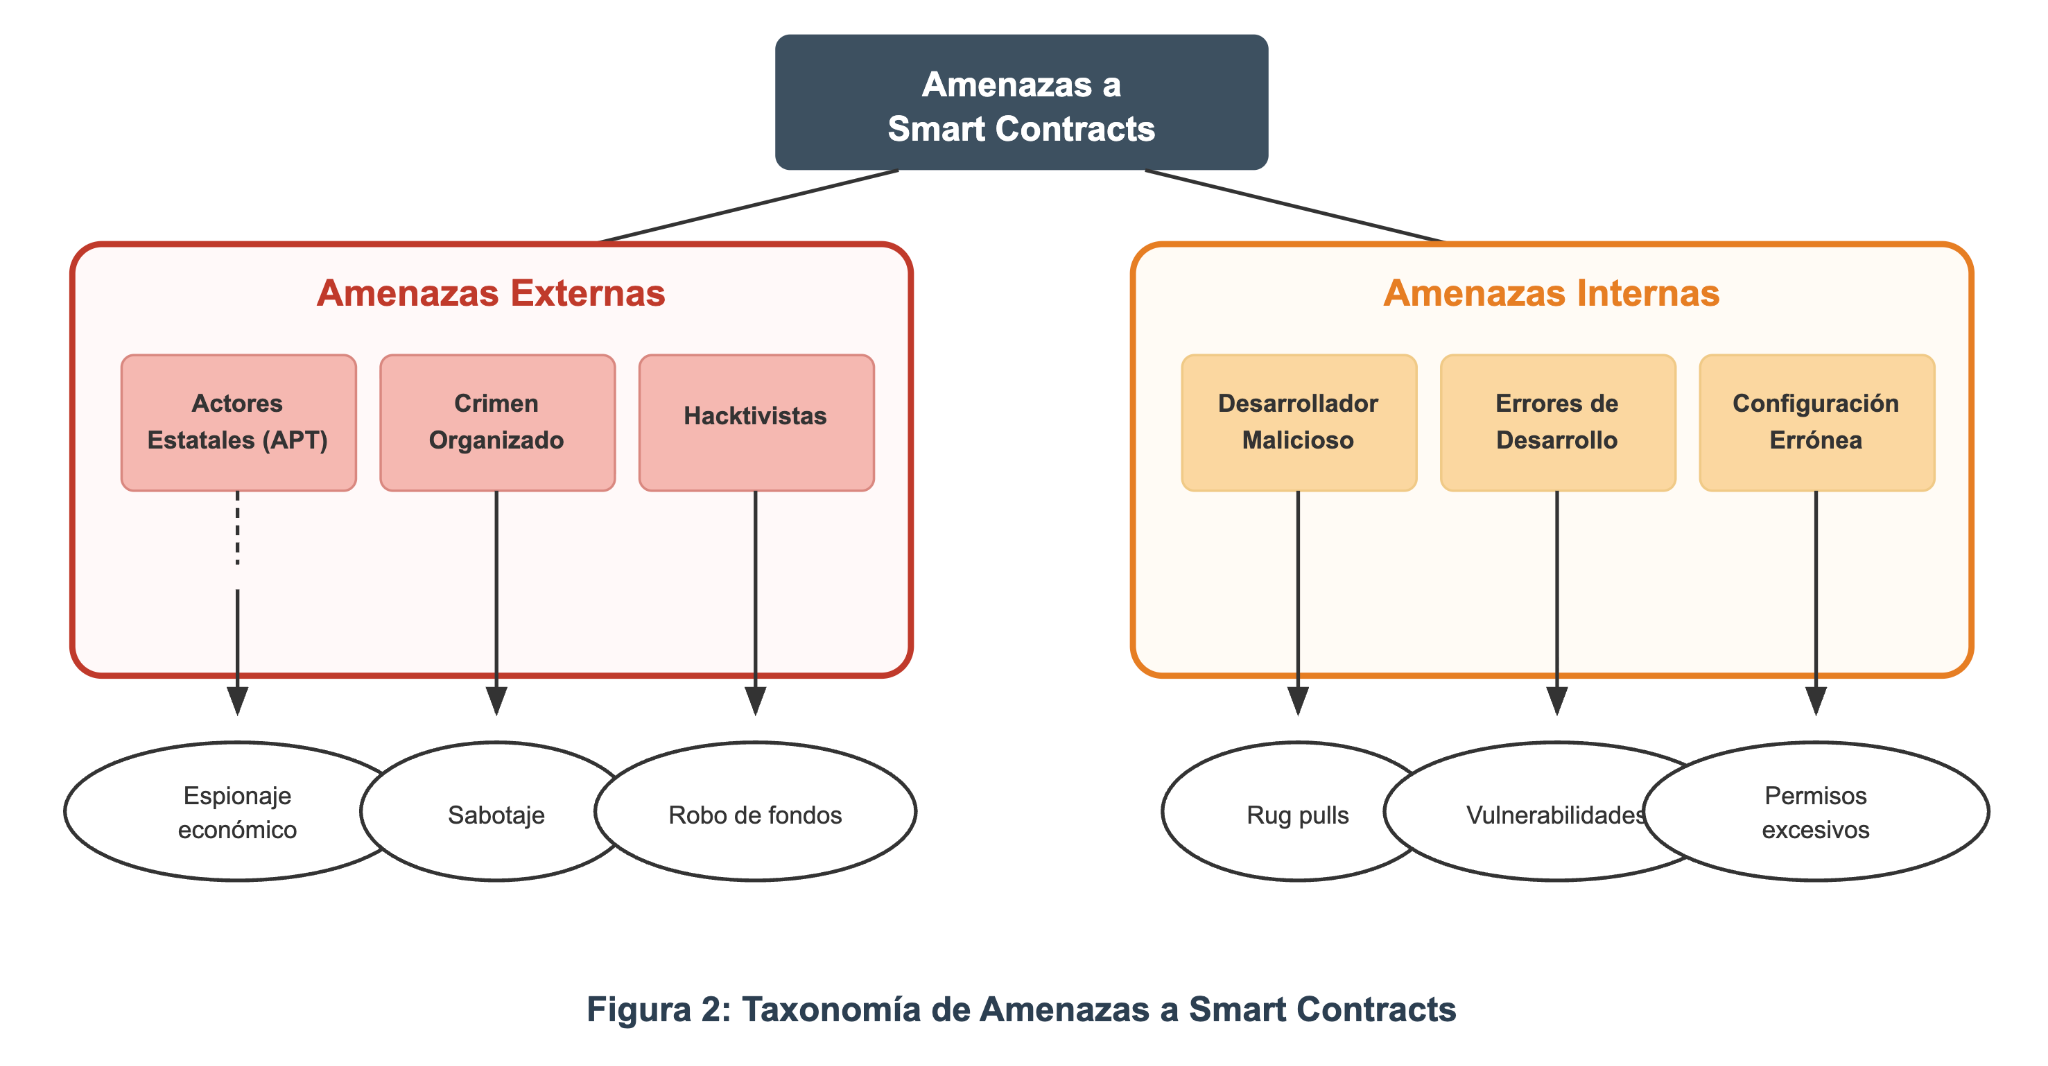 Amenazas a
Smart Contracts
Amenazas Externas
Actores
Estatales (APT)
Crimen
Organizado
Hacktivistas
Espionaje
económico
Sabotaje
Robo de fondos
Amenazas Internas
Desarrollador
Malicioso
Errores de
Desarrollo
Configuración
Errónea
Rug pulls
Vulnerabilidades
Permisos
excesivos
Figura 2: Taxonomía de Amenazas a Smart Contracts